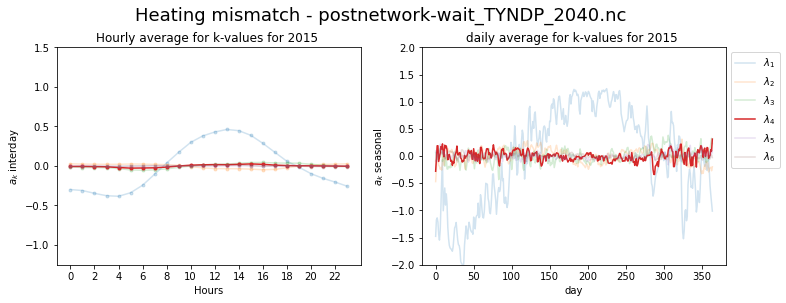 Heating mismatch - postnetwork-wait_TYNDP_2040.nc
Hourly average for k-values for 2015
1.5
1.0
0.5
0.0
−0.5
−1.0
a_k interday
0 2 4 6 8 10 12 14 16 18 20 22
Hours
daily average for k-values for 2015
2.0
1.5
1.0
0.5
0.0
−0.5
−1.0
−1.5
−2.0
a_k seasonal
0 50 100 150 200 250 300 350
day
λ₁
λ₂
λ₃
λ₄
λ₅
λ₆